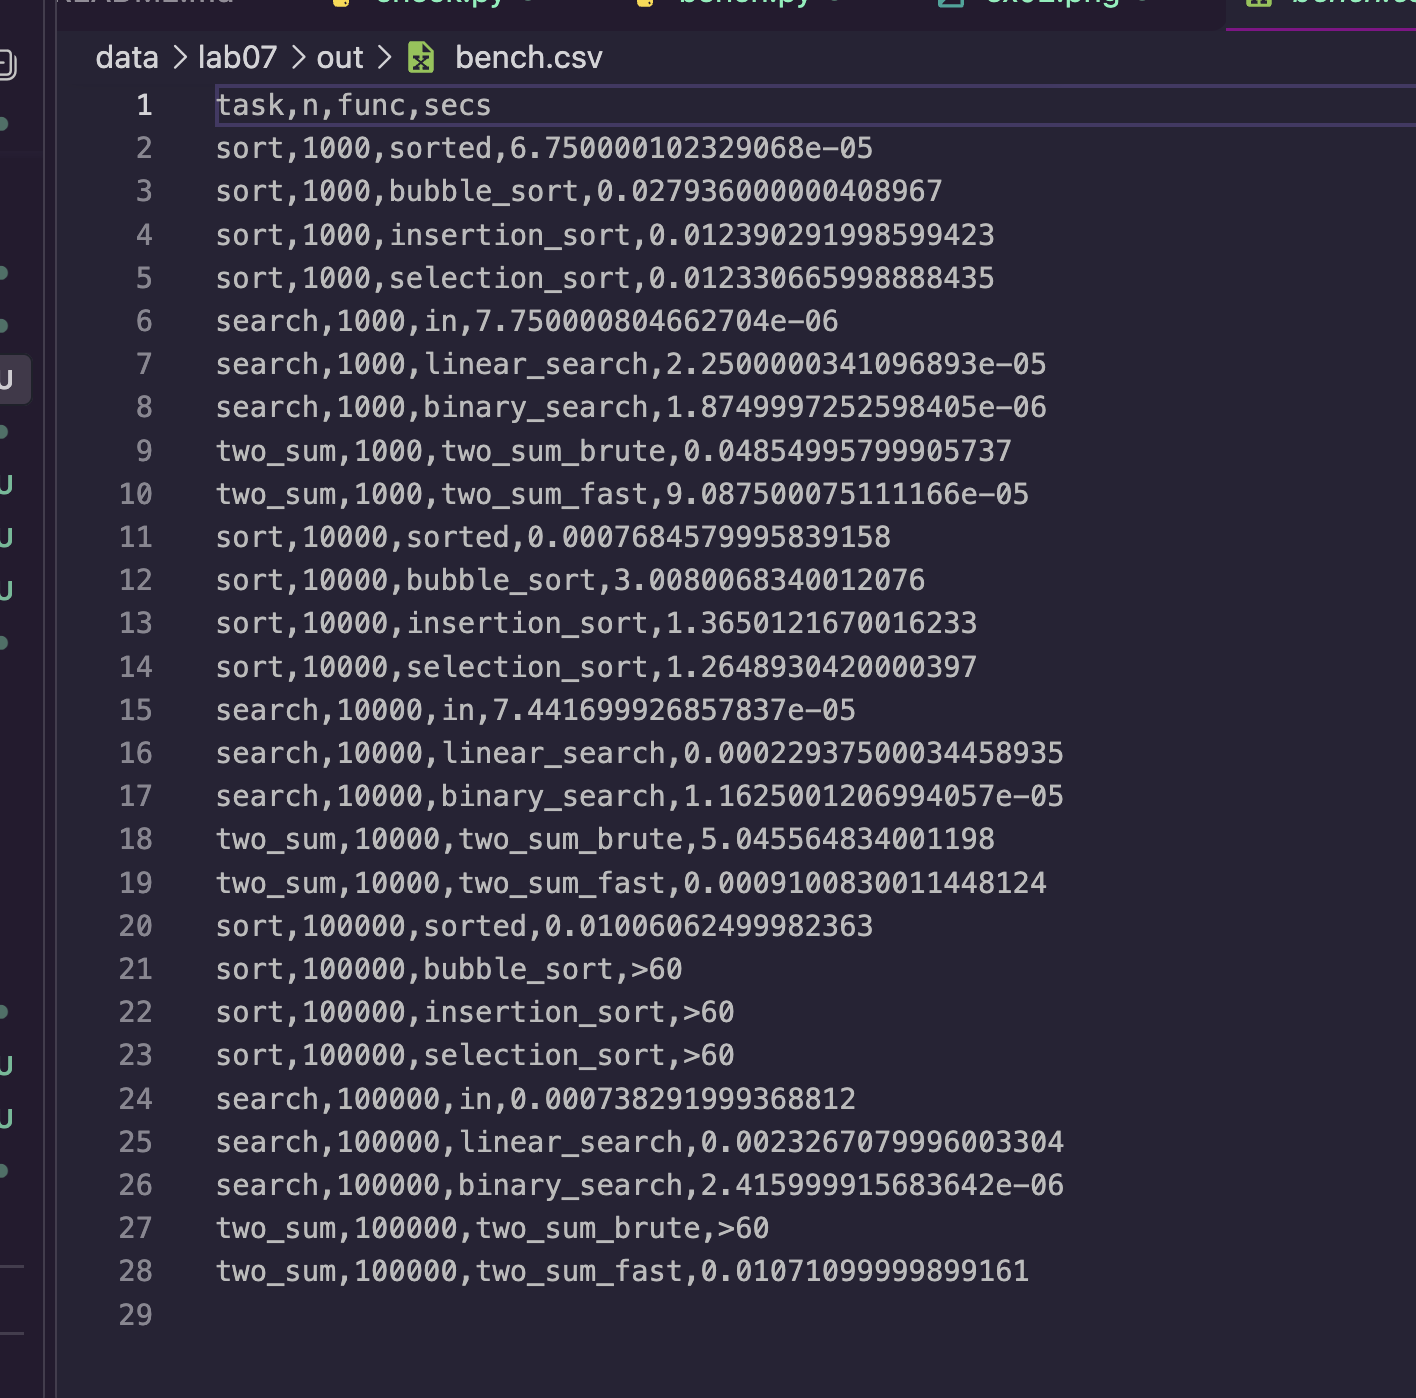 data > lab07 > out > bench.csv
1 task,n,func,secs
2 sort,1000,sorted,6.750000102329068e-05
3 sort,1000,bubble_sort,0.027936000000408967
4 sort,1000,insertion_sort,0.012390291998599423
5 sort,1000,selection_sort,0.012330665998888435
6 search,1000,in,7.750000804662704e-06
7 search,1000,linear_search,2.2500000341096893e-05
8 search,1000,binary_search,1.8749997252598405e-06
9 two_sum,1000,two_sum_brute,0.04854995799905737
10 two_sum,1000,two_sum_fast,9.087500075111166e-05
11 sort,10000,sorted,0.0007684579995839158
12 sort,10000,bubble_sort,3.0080068340012076
13 sort,10000,insertion_sort,1.3650121670016233
14 sort,10000,selection_sort,1.2648930420000397
15 search,10000,in,7.441699926857837e-05
16 search,10000,linear_search,0.00022937500034458935
17 search,10000,binary_search,1.1625001206994057e-05
18 two_sum,10000,two_sum_brute,5.045564834001198
19 two_sum,10000,two_sum_fast,0.0009100830011448124
20 sort,100000,sorted,0.01006062499982363
21 sort,100000,bubble_sort,>60
22 sort,100000,insertion_sort,>60
23 sort,100000,selection_sort,>60
24 search,100000,in,0.000738291999368812
25 search,100000,linear_search,0.0023267079996003304
26 search,100000,binary_search,2.415999915683642e-06
27 two_sum,100000,two_sum_brute,>60
28 two_sum,100000,two_sum_fast,0.01071099999899161
29